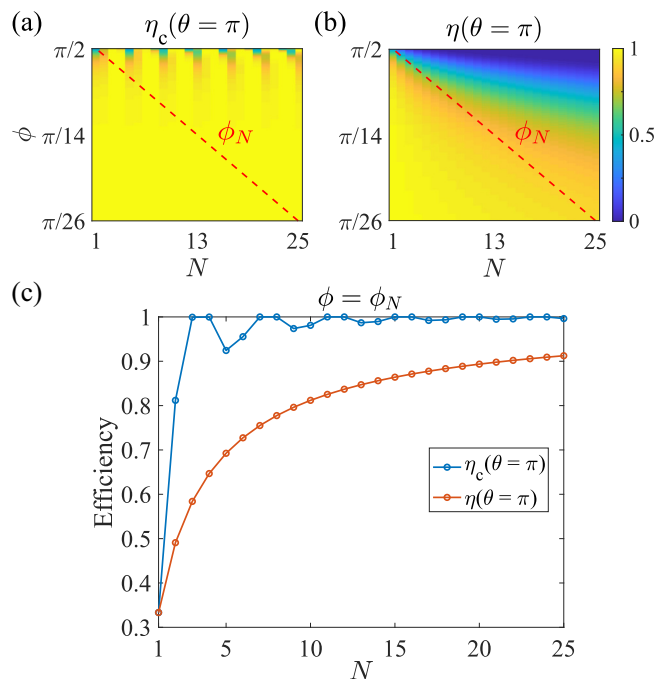 (a)
η_c(θ = π)
π/2
π/14
π/26
ϕ
ϕ_N
1 13 25
N
(b)
η(θ = π)
π/2
π/14
π/26
ϕ_N
1 13 25
N
1
0.5
0
(c)
ϕ = ϕ_N
1
0.9
0.8
0.7
0.6
0.5
0.4
0.3
Efficiency
η_c(θ = π)
η(θ = π)
1 5 10 15 20 25
N